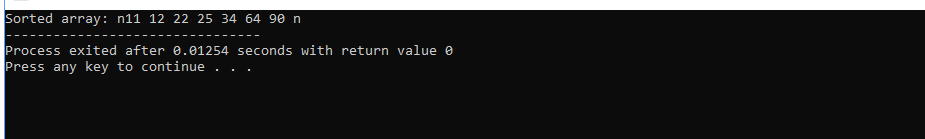 Sorted array: n11 12 22 25 34 64 90 n
--------------------------------
Process exited after 0.01254 seconds with return value 0
Press any key to continue . . .